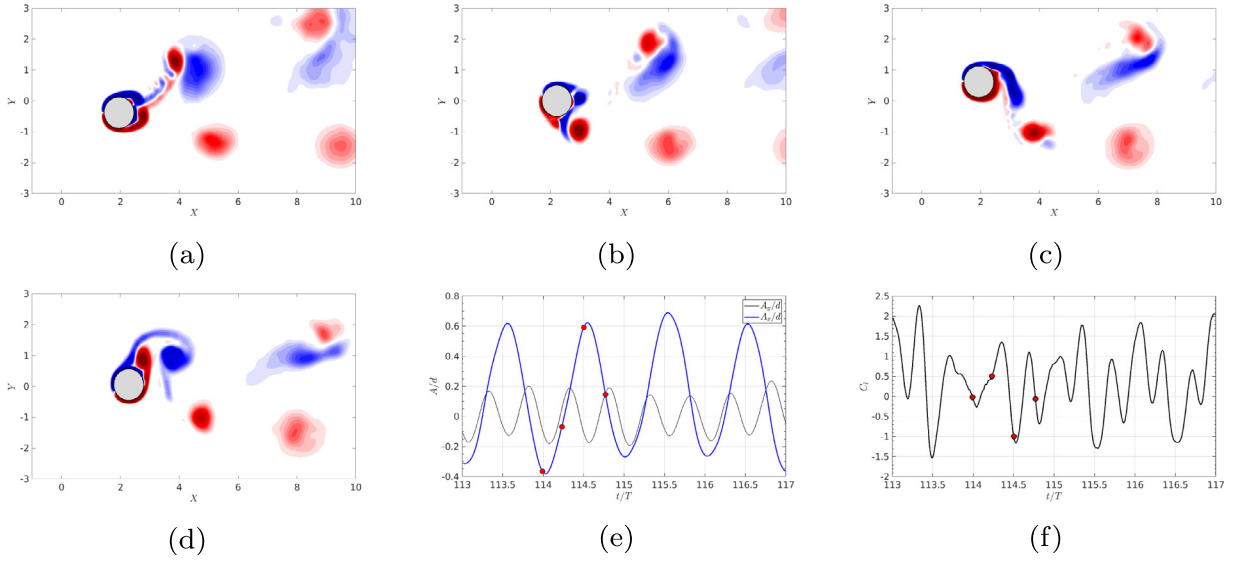 3
2
1
0
-1
-2
-3
Y
0 2 4 6 8 10
X
(a)
3
2
1
0
-1
-2
-3
Y
0 2 4 6 8 10
X
(b)
3
2
1
0
-1
-2
-3
Y
0 2 4 6 8 10
X
(c)
3
2
1
0
-1
-2
-3
Y
0 2 4 6 8 10
X
(d)
0.8
0.6
0.4
0.2
0
-0.2
-0.4
A/d
A_y/d
A_x/d
113 113.5 114 114.5 115 115.5 116 116.5 117
t/T
(e)
2.5
2
1.5
1
0.5
0
-0.5
-1
-1.5
-2
C_l
113 113.5 114 114.5 115 115.5 116 116.5 117
t/T
(f)